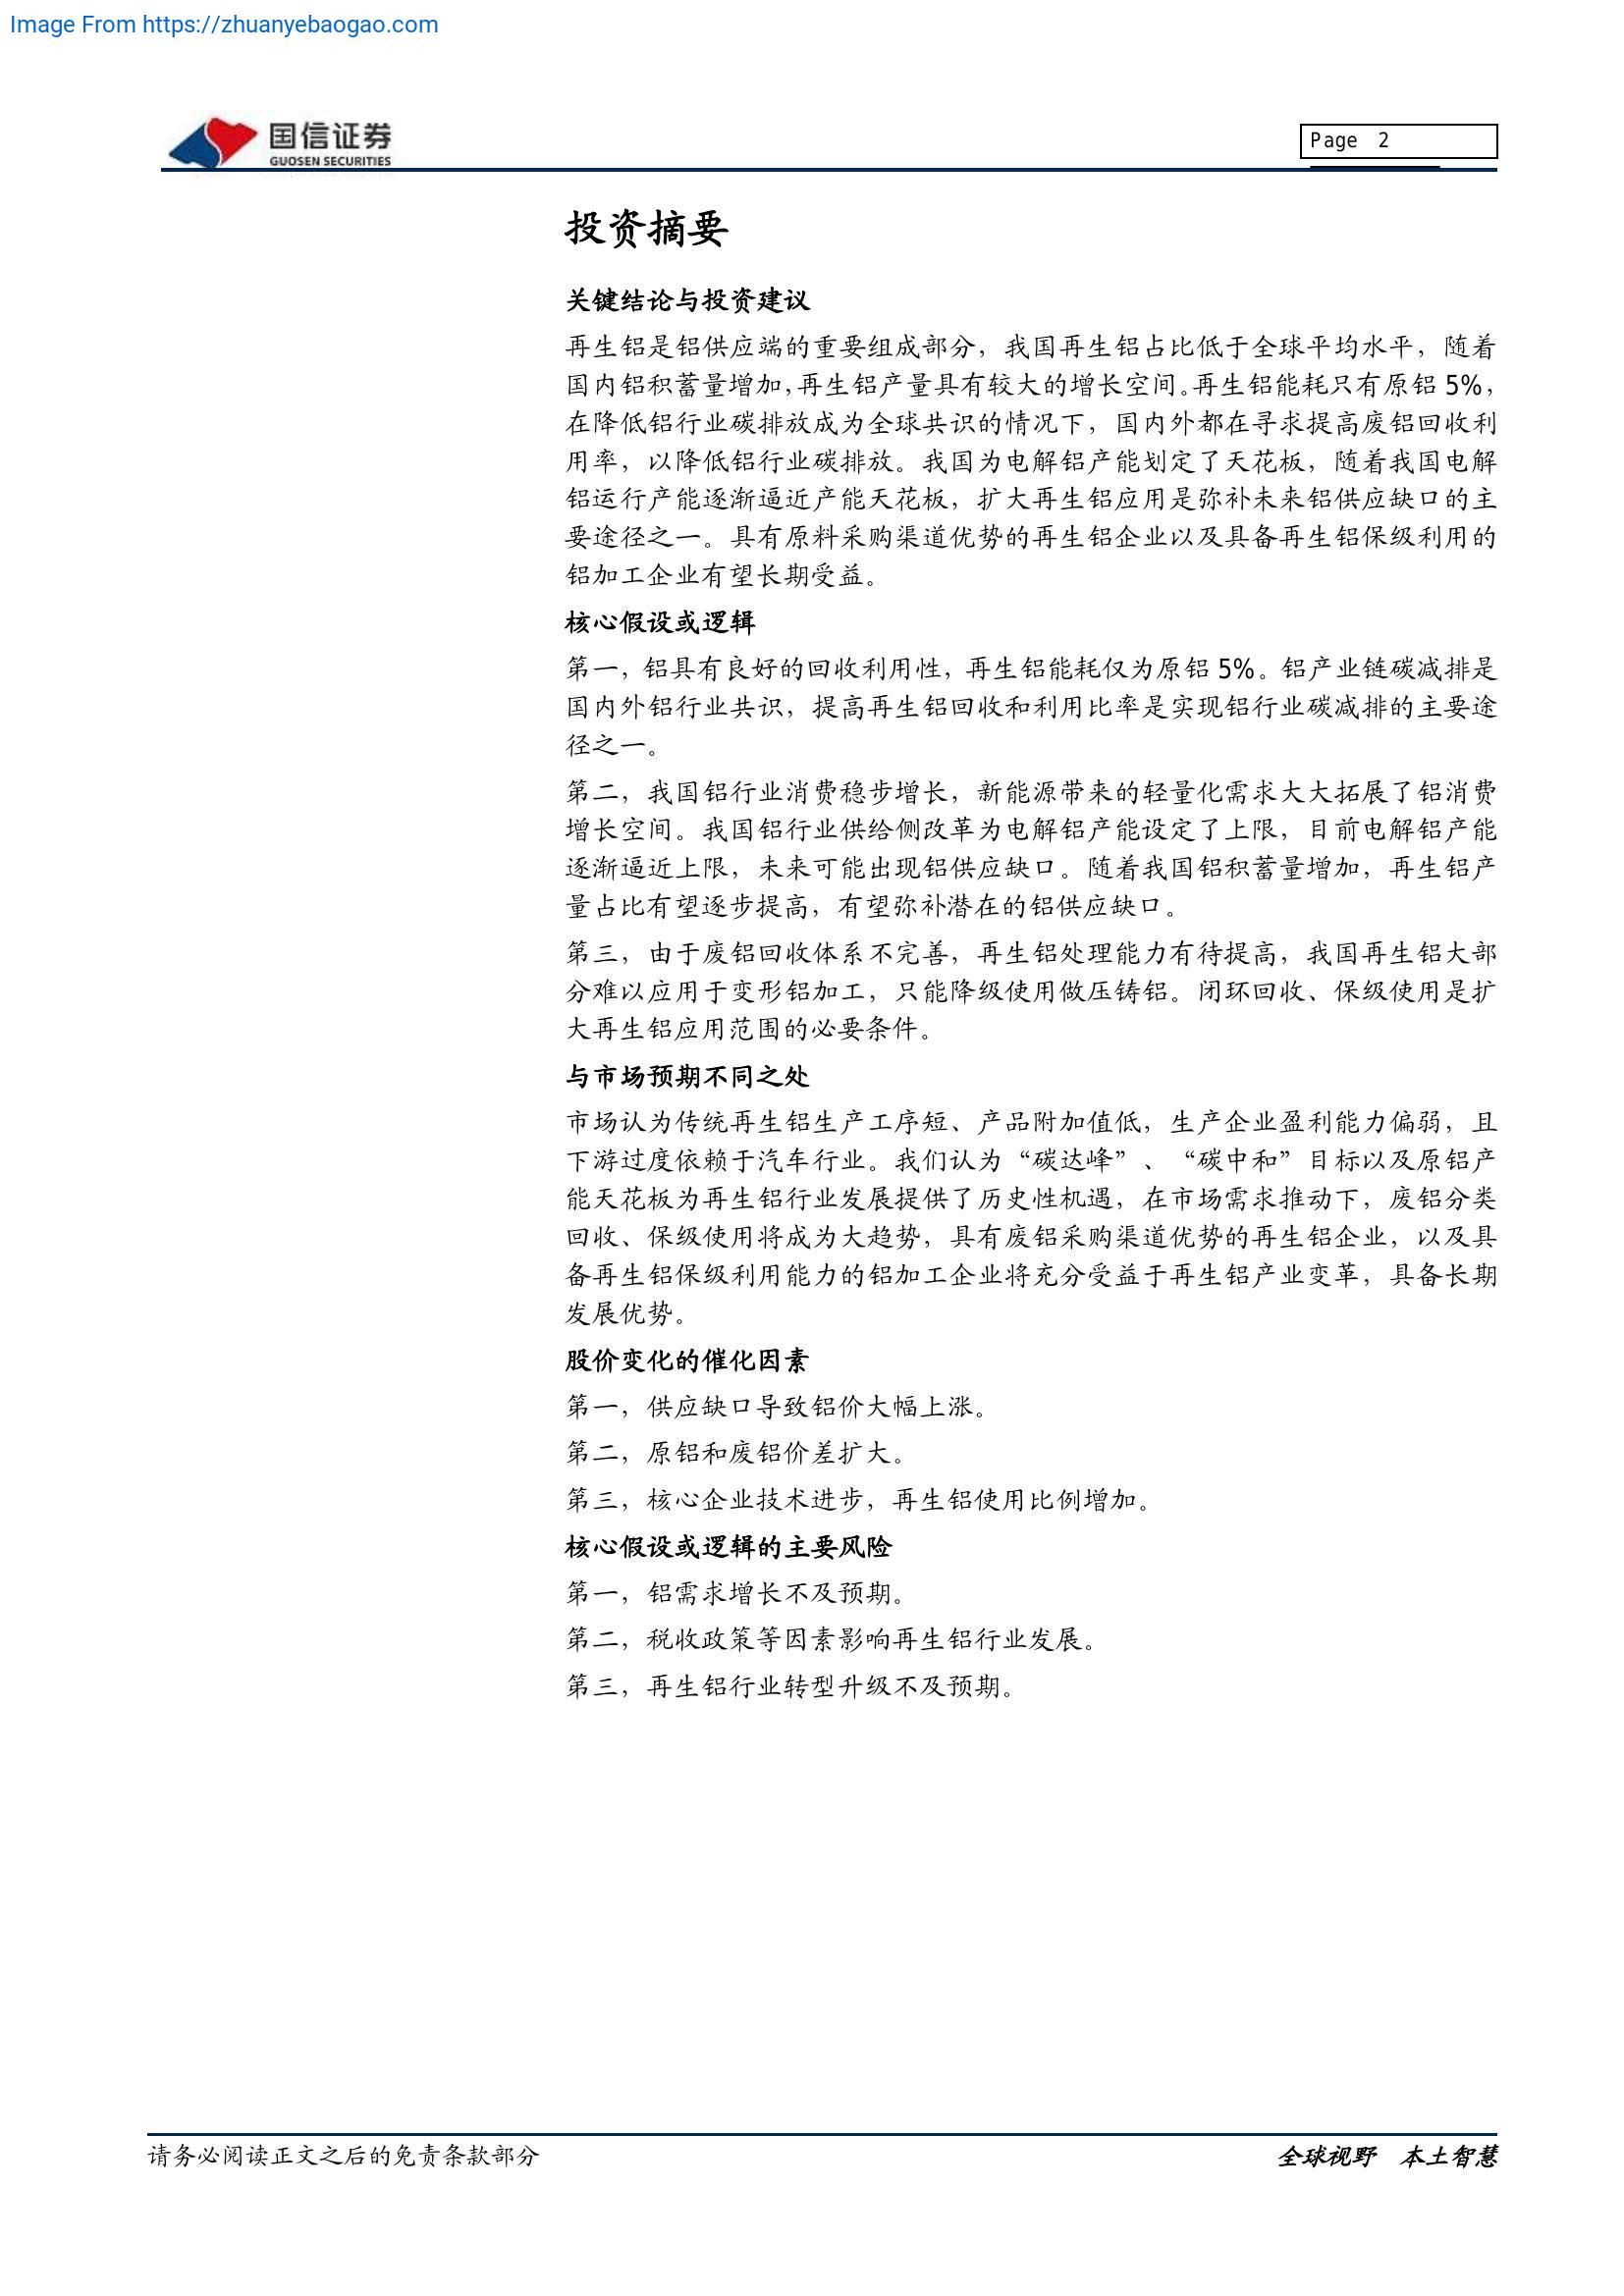 Image From https://zhuanyebaogao.com
国信证券
GUOSEN SECURITIES
Page 2
投资摘要
关键结论与投资建议
再生铝是铝供应端的重要组成部分，我国再生铝占比低于全球平均水平，随着
国内铝积蓄量增加，再生铝产量具有较大的增长空间。再生铝能耗只有原铝 5%，
在降低铝行业碳排放成为全球共识的情况下，国内外都在寻求提高废铝回收利
用率，以降低铝行业碳排放。我国为电解铝产能划定了天花板，随着我国电解
铝运行产能逐渐逼近产能天花板，扩大再生铝应用是弥补未来铝供应缺口的主
要途径之一。具有原料采购渠道优势的再生铝企业以及具备再生铝保级利用的
铝加工企业有望长期受益。
核心假设或逻辑
第一，铝具有良好的回收利用性，再生铝能耗仅为原铝 5%。铝产业链碳减排是
国内外铝行业共识，提高再生铝回收和利用比率是实现铝行业碳减排的主要途
径之一。
第二，我国铝行业消费稳步增长，新能源带来的轻量化需求大大拓展了铝消费
增长空间。我国铝行业供给侧改革为电解铝产能设定了上限，目前电解铝产能
逐渐逼近上限，未来可能出现铝供应缺口。随着我国铝积蓄量增加，再生铝产
量占比有望逐步提高，有望弥补潜在的铝供应缺口。
第三，由于废铝回收体系不完善，再生铝处理能力有待提高，我国再生铝大部
分难以应用于变形铝加工，只能降级使用做压铸铝。闭环回收、保级使用是扩
大再生铝应用范围的必要条件。
与市场预期不同之处
市场认为传统再生铝生产工序短、产品附加值低，生产企业盈利能力偏弱，且
下游过度依赖于汽车行业。我们认为“碳达峰”、“碳中和”目标以及原铝产
能天花板为再生铝行业发展提供了历史性机遇，在市场需求推动下，废铝分类
回收、保级使用将成为大趋势，具有废铝采购渠道优势的再生铝企业，以及具
备再生铝保级利用能力的铝加工企业将充分受益于再生铝产业变革，具备长期
发展优势。
股价变化的催化因素
第一，供应缺口导致铝价大幅上涨。
第二，原铝和废铝价差扩大。
第三，核心企业技术进步，再生铝使用比例增加。
核心假设或逻辑的主要风险
第一，铝需求增长不及预期。
第二，税收政策等因素影响再生铝行业发展。
第三，再生铝行业转型升级不及预期。
请务必阅读正文之后的免责条款部分
全球视野 本土智慧